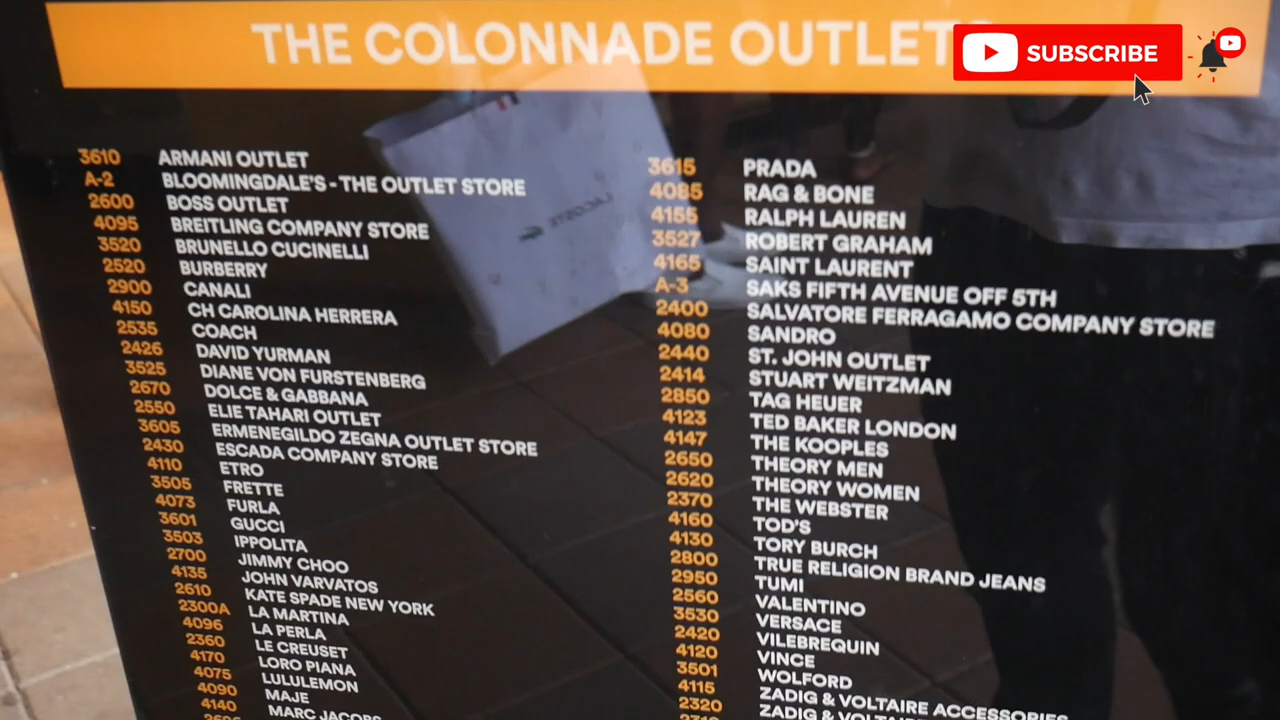 THE COLONNADE OUTLETS
SUBSCRIBE
3610 ARMANI OUTLET
A-2 BLOOMINGDALE'S - THE OUTLET STORE
2600 BOSS OUTLET
4095 BREITLING COMPANY STORE
3520 BRUNELLO CUCINELLI
2520 BURBERRY
2900 CANALI
4150 CH CAROLINA HERRERA
2535 COACH
2426 DAVID YURMAN
3525 DIANE VON FURSTENBERG
2670 DOLCE & GABBANA
2550 ELIE TAHARI OUTLET
3605 ERMENEGILDO ZEGNA OUTLET STORE
2430 ESCADA COMPANY STORE
4110 ETRO
3505 FRETTE
4073 FURLA
3601 GUCCI
3503 IPPOLITA
2700 JIMMY CHOO
4135 JOHN VARVATOS
2610 KATE SPADE NEW YORK
2300A LA MARTINA
4096 LA PERLA
2360 LE CREUSET
4170 LORO PIANA
4075 LULULEMON
4090 MAJE
4140 MARC JACOBS
3615 PRADA
4085 RAG & BONE
4155 RALPH LAUREN
3527 ROBERT GRAHAM
4165 SAINT LAURENT
A-3 SAKS FIFTH AVENUE OFF 5TH
2400 SALVATORE FERRAGAMO COMPANY STORE
4080 SANDRO
2440 ST. JOHN OUTLET
2414 STUART WEITZMAN
2850 TAG HEUER
4123 TED BAKER LONDON
4147 THE KOOPLES
2650 THEORY MEN
2620 THEORY WOMEN
2370 THE WEBSTER
4160 TOD'S
4130 TORY BURCH
2800 TRUE RELIGION BRAND JEANS
2950 TUMI
2560 VALENTINO
3530 VERSACE
2420 VILEBREQUIN
4120 VINCE
3501 WOLFORD
4115 ZADIG & VOLTAIRE ACCESSORIES
2320 ZADIG & VOLTAIRE
LACOSTE